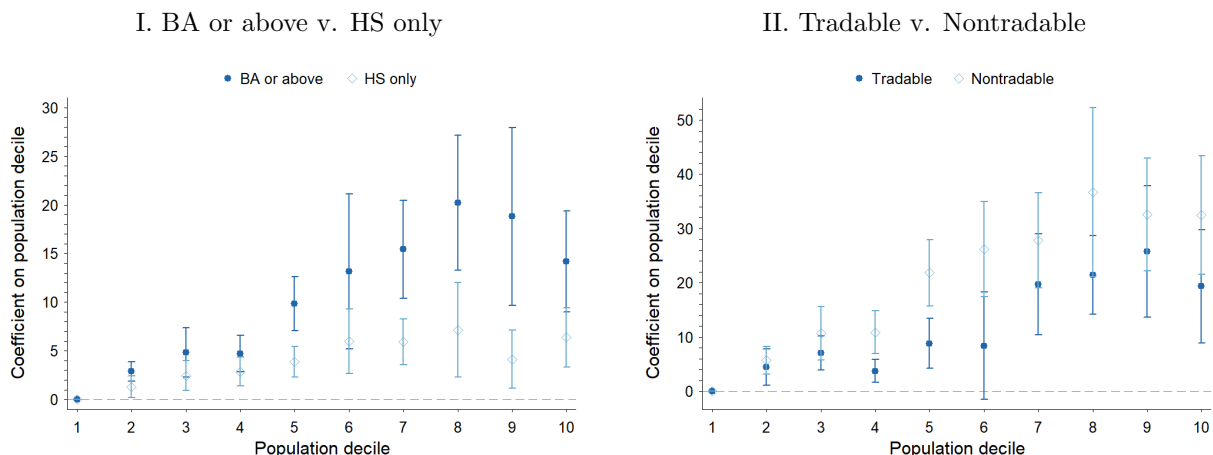 I. BA or above v. HS only
BA or above HS only
Coefficient on population decile
30
25
20
15
10
5
0
1 2 3 4 5 6 7 8 9 10
Population decile
II. Tradable v. Nontradable
Tradable Nontradable
Coefficient on population decile
50
40
30
20
10
0
1 2 3 4 5 6 7 8 9 10
Population decile